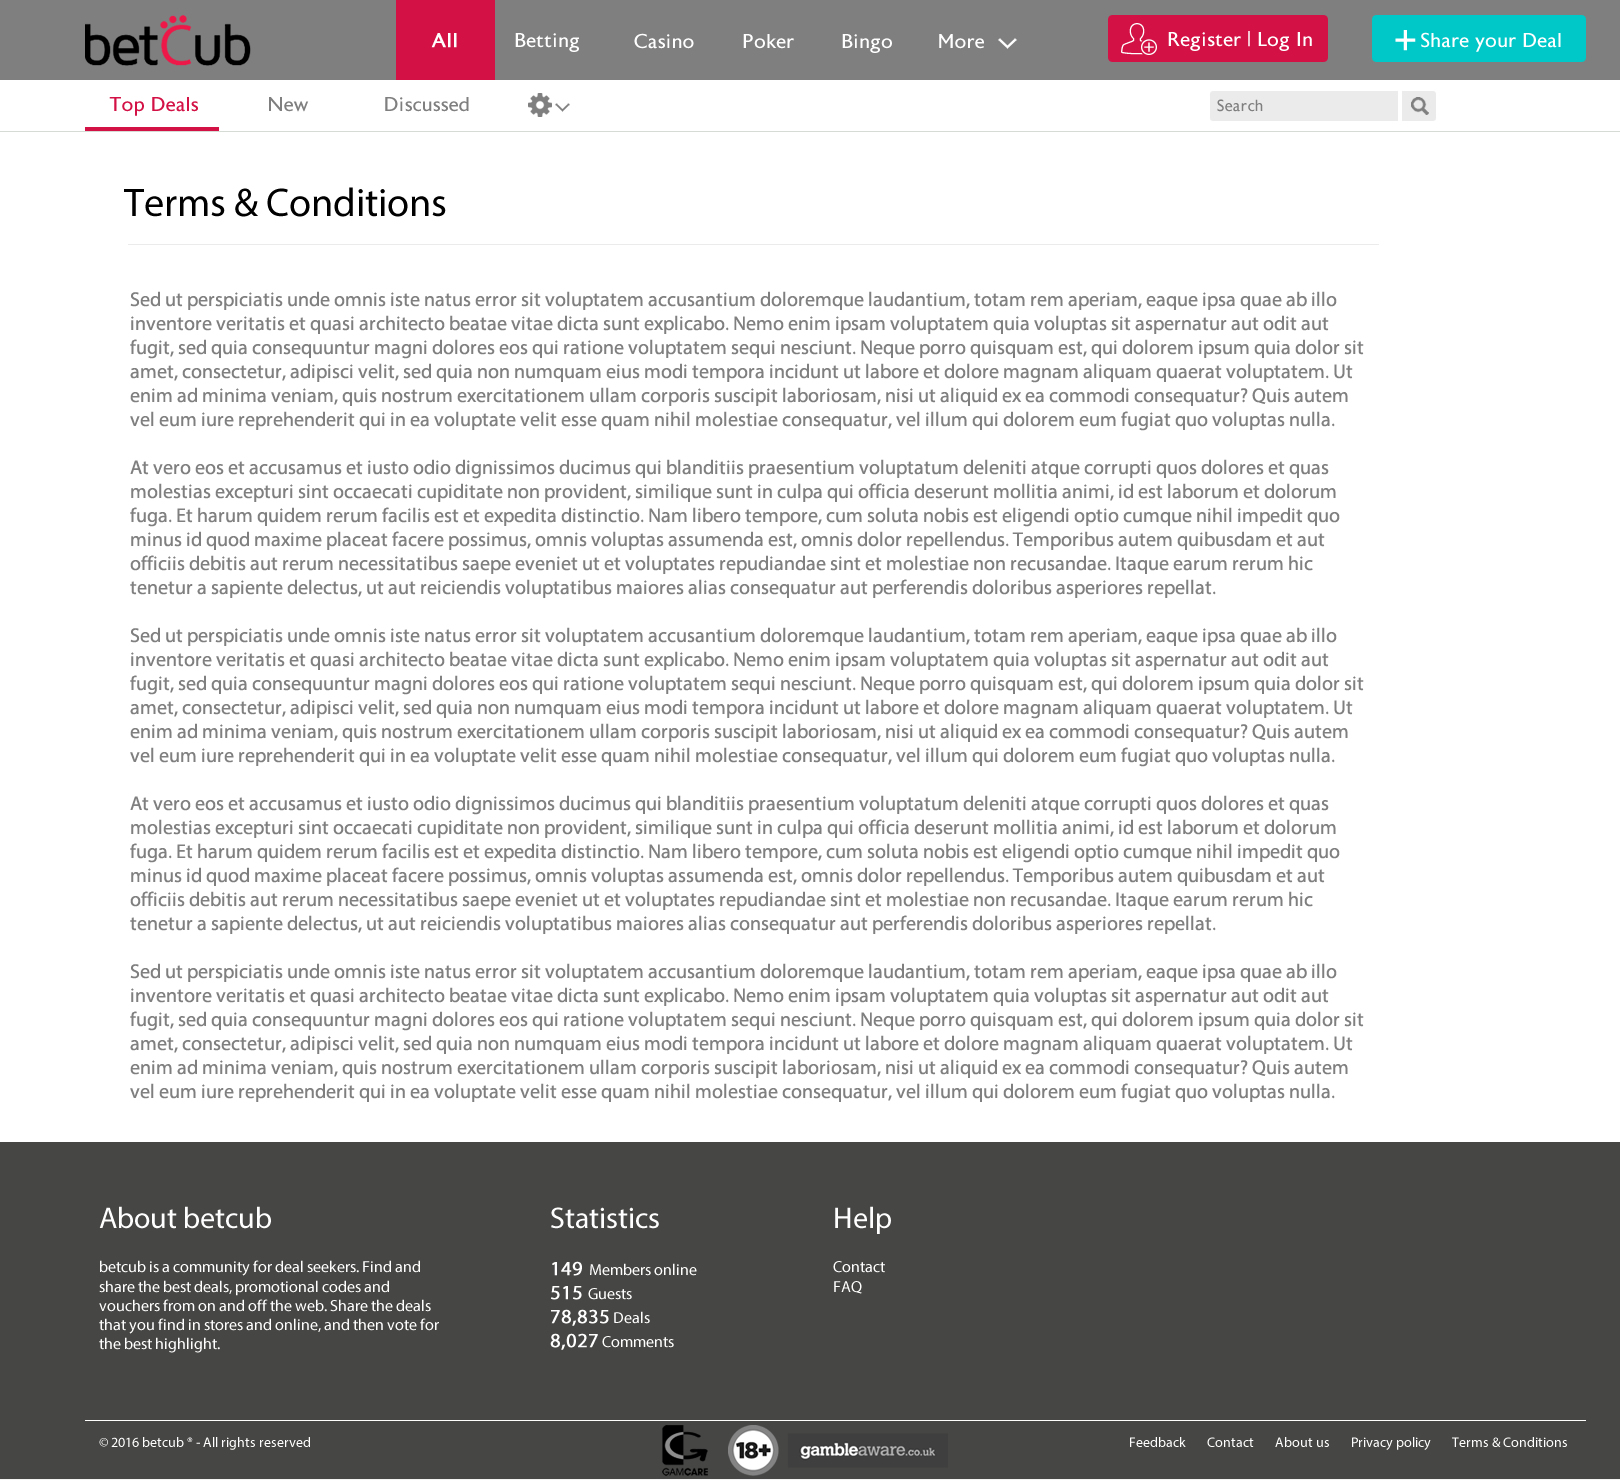 betCub
All
Betting
Casino
Poker
Bingo
More
Register | Log In
Share your Deal
Top Deals
New
Discussed
Search
Terms & Conditions
Sed ut perspiciatis unde omnis iste natus error sit voluptatem accusantium doloremque laudantium, totam rem aperiam, eaque ipsa quae ab illo
inventore veritatis et quasi architecto beatae vitae dicta sunt explicabo. Nemo enim ipsam voluptatem quia voluptas sit aspernatur aut odit aut
fugit, sed quia consequuntur magni dolores eos qui ratione voluptatem sequi nesciunt. Neque porro quisquam est, qui dolorem ipsum quia dolor sit
amet, consectetur, adipisci velit, sed quia non numquam eius modi tempora incidunt ut labore et dolore magnam aliquam quaerat voluptatem. Ut
enim ad minima veniam, quis nostrum exercitationem ullam corporis suscipit laboriosam, nisi ut aliquid ex ea commodi consequatur? Quis autem
vel eum iure reprehenderit qui in ea voluptate velit esse quam nihil molestiae consequatur, vel illum qui dolorem eum fugiat quo voluptas nulla.
At vero eos et accusamus et iusto odio dignissimos ducimus qui blanditiis praesentium voluptatum deleniti atque corrupti quos dolores et quas
molestias excepturi sint occaecati cupiditate non provident, similique sunt in culpa qui officia deserunt mollitia animi, id est laborum et dolorum
fuga. Et harum quidem rerum facilis est et expedita distinctio. Nam libero tempore, cum soluta nobis est eligendi optio cumque nihil impedit quo
minus id quod maxime placeat facere possimus, omnis voluptas assumenda est, omnis dolor repellendus. Temporibus autem quibusdam et aut
officiis debitis aut rerum necessitatibus saepe eveniet ut et voluptates repudiandae sint et molestiae non recusandae. Itaque earum rerum hic
tenetur a sapiente delectus, ut aut reiciendis voluptatibus maiores alias consequatur aut perferendis doloribus asperiores repellat.
Sed ut perspiciatis unde omnis iste natus error sit voluptatem accusantium doloremque laudantium, totam rem aperiam, eaque ipsa quae ab illo
inventore veritatis et quasi architecto beatae vitae dicta sunt explicabo. Nemo enim ipsam voluptatem quia voluptas sit aspernatur aut odit aut
fugit, sed quia consequuntur magni dolores eos qui ratione voluptatem sequi nesciunt. Neque porro quisquam est, qui dolorem ipsum quia dolor sit
amet, consectetur, adipisci velit, sed quia non numquam eius modi tempora incidunt ut labore et dolore magnam aliquam quaerat voluptatem. Ut
enim ad minima veniam, quis nostrum exercitationem ullam corporis suscipit laboriosam, nisi ut aliquid ex ea commodi consequatur? Quis autem
vel eum iure reprehenderit qui in ea voluptate velit esse quam nihil molestiae consequatur, vel illum qui dolorem eum fugiat quo voluptas nulla.
At vero eos et accusamus et iusto odio dignissimos ducimus qui blanditiis praesentium voluptatum deleniti atque corrupti quos dolores et quas
molestias excepturi sint occaecati cupiditate non provident, similique sunt in culpa qui officia deserunt mollitia animi, id est laborum et dolorum
fuga. Et harum quidem rerum facilis est et expedita distinctio. Nam libero tempore, cum soluta nobis est eligendi optio cumque nihil impedit quo
minus id quod maxime placeat facere possimus, omnis voluptas assumenda est, omnis dolor repellendus. Temporibus autem quibusdam et aut
officiis debitis aut rerum necessitatibus saepe eveniet ut et voluptates repudiandae sint et molestiae non recusandae. Itaque earum rerum hic
tenetur a sapiente delectus, ut aut reiciendis voluptatibus maiores alias consequatur aut perferendis doloribus asperiores repellat.
Sed ut perspiciatis unde omnis iste natus error sit voluptatem accusantium doloremque laudantium, totam rem aperiam, eaque ipsa quae ab illo
inventore veritatis et quasi architecto beatae vitae dicta sunt explicabo. Nemo enim ipsam voluptatem quia voluptas sit aspernatur aut odit aut
fugit, sed quia consequuntur magni dolores eos qui ratione voluptatem sequi nesciunt. Neque porro quisquam est, qui dolorem ipsum quia dolor sit
amet, consectetur, adipisci velit, sed quia non numquam eius modi tempora incidunt ut labore et dolore magnam aliquam quaerat voluptatem. Ut
enim ad minima veniam, quis nostrum exercitationem ullam corporis suscipit laboriosam, nisi ut aliquid ex ea commodi consequatur? Quis autem
vel eum iure reprehenderit qui in ea voluptate velit esse quam nihil molestiae consequatur, vel illum qui dolorem eum fugiat quo voluptas nulla.
About betcub
betcub is a community for deal seekers. Find and
share the best deals, promotional codes and
vouchers from on and off the web. Share the deals
that you find in stores and online, and then vote for
the best highlight.
Statistics
149 Members online
515 Guests
78,835 Deals
8,027 Comments
Help
Contact
FAQ
© 2016 betcub ® - All rights reserved
GAMCARE
18+
gambleaware.co.uk
Feedback
Contact
About us
Privacy policy
Terms & Conditions